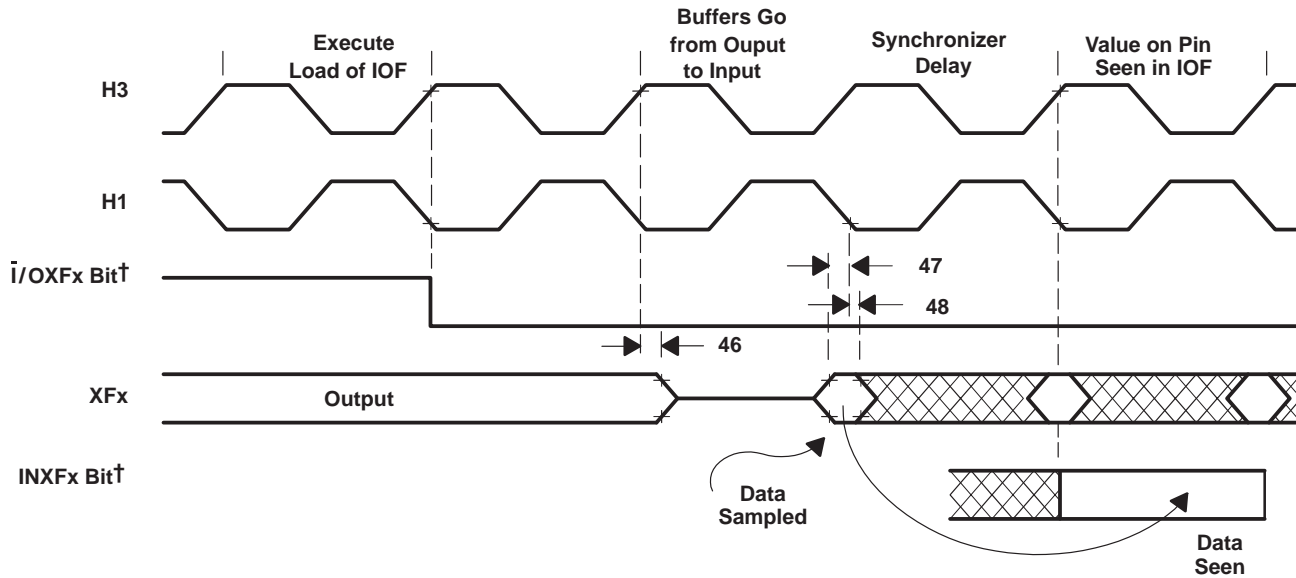 Execute
Load of IOF
Buffers Go
from Ouput
to Input
Synchronizer
Delay
Value on Pin
Seen in IOF
H3
H1
Ī/OXFx Bit†
47
48
46
XFx
Output
INXFx Bit†
Data
Sampled
Data
Seen